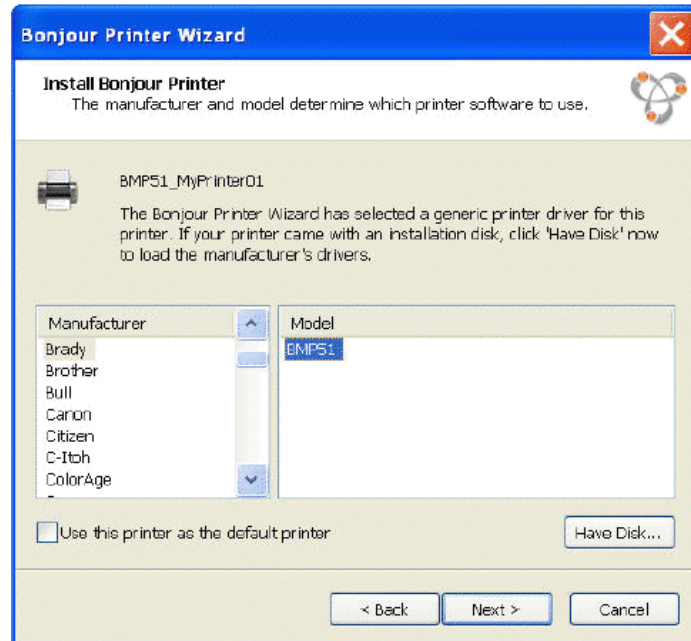 Bonjour Printer Wizard
Install Bonjour Printer
The manufacturer and model determine which printer software to use.
BMP51_MyPrinter01
The Bonjour Printer Wizard has selected a generic printer driver for this
printer. If your printer came with an installation disk, click 'Have Disk' now
to load the manufacturer's drivers.
Manufacturer
Brady
Brother
Bull
Canon
Citizen
C-Itoh
ColorAge
Model
BMP51
Use this printer as the default printer
Have Disk...
< Back
Next >
Cancel